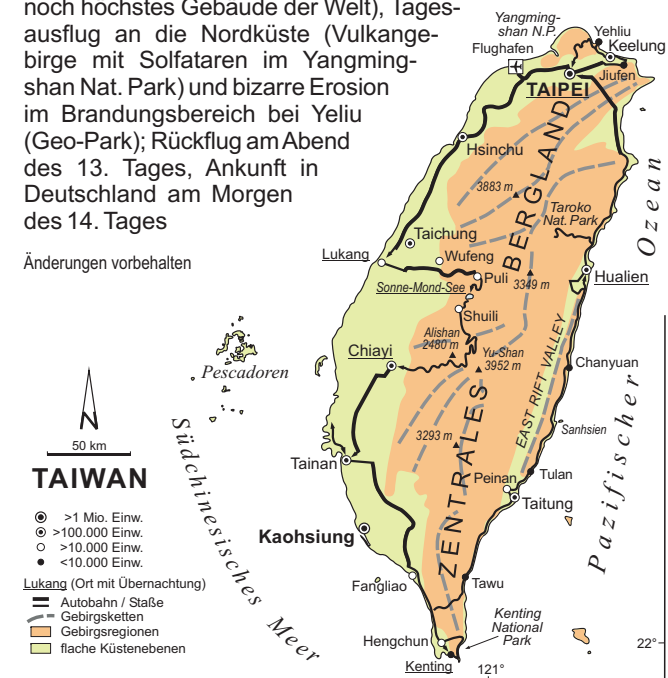 noch höchstes Gebäude der Welt), Tages-
ausflug an die Nordküste (Vulkange-
birge mit Solfataren im Yangming-
shan Nat. Park) und bizarre Erosion
im Brandungsbereich bei Yeliu
(Geo-Park); Rückflug am Abend
des 13. Tages, Ankunft in
Deutschland am Morgen
des 14. Tages
Änderungen vorbehalten
Yangming-
shan N.P.
Yehliu
Flughafen
Keelung
Jiufen
TAIPEI
Hsinchu
3883 m
Taroko
Nat. Park
Taichung
Wufeng
Lukang
Puli
3349 m
Hualien
Sonne-Mond-See
Shuili
Alishan
2480 m
Chiayi
Yu-Shan
3952 m
Chanyuan
EAST RIFT VALLEY
Pescadoren
3293 m
Sanhsien
Tainan
Peinan
Tulan
Taitung
Kaohsiung
Fangliao
Tawu
Kenting
National
Park
Hengchun
Kenting
22°
121°
ZENTRALES BERGLAND
Pazifischer Ozean
Südchinesisches Meer
N
50 km
TAIWAN
>1 Mio. Einw.
>100.000 Einw.
>10.000 Einw.
<10.000 Einw.
Lukang (Ort mit Übernachtung)
Autobahn / Staße
Gebirgsketten
Gebirgsregionen
flache Küstenebenen